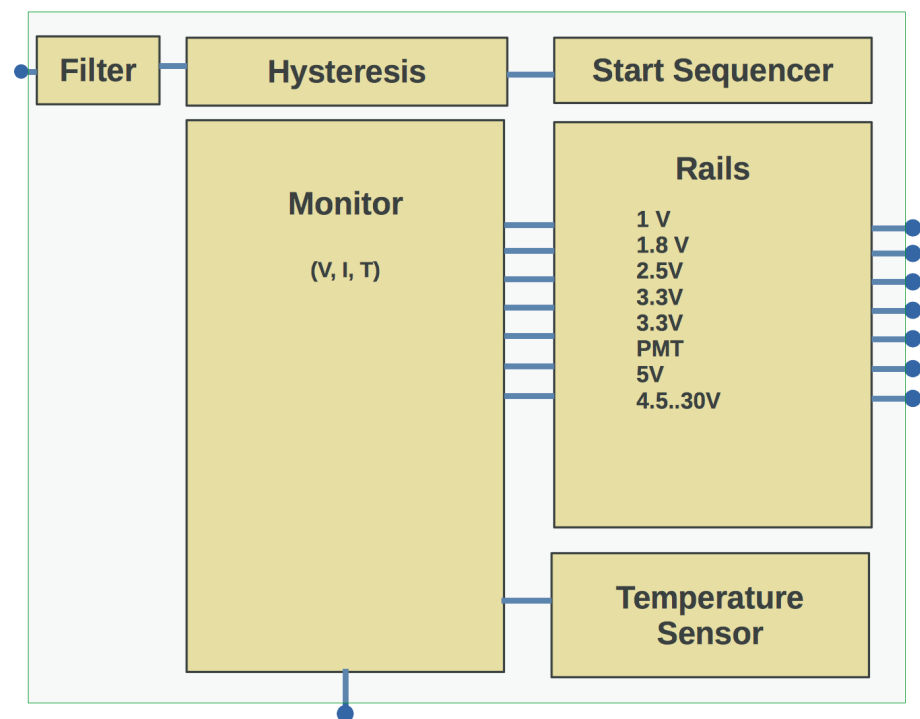 Filter
Hysteresis
Start Sequencer
Monitor
(V, I, T)
Rails
1 V
1.8 V
2.5V
3.3V
3.3V
PMT
5V
4.5..30V
Temperature
Sensor